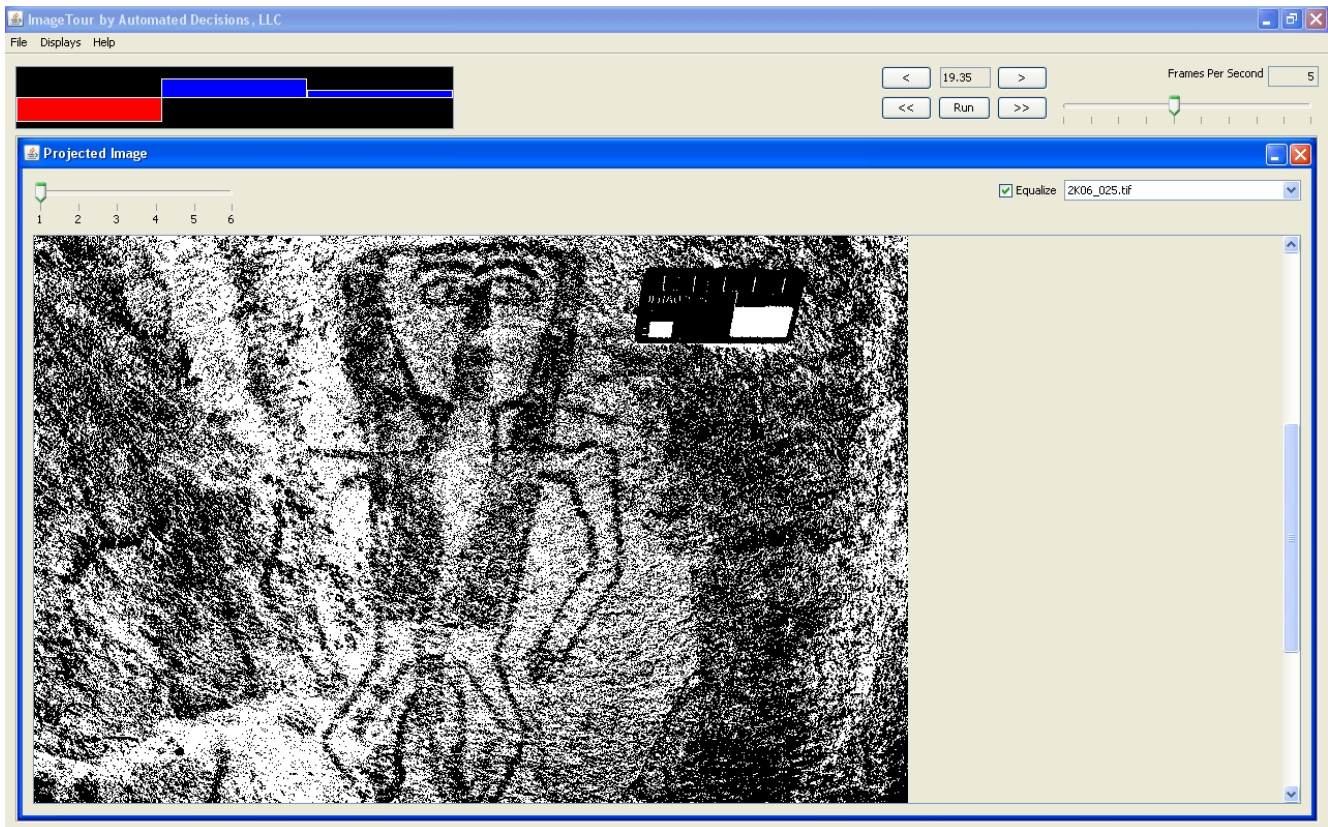 ImageTour by Automated Decisions, LLC
File Displays Help
< 19.35 > Frames Per Second 5
<< Run >>
Projected Image
Equalize 2K06_025.tif
1 2 3 4 5 6